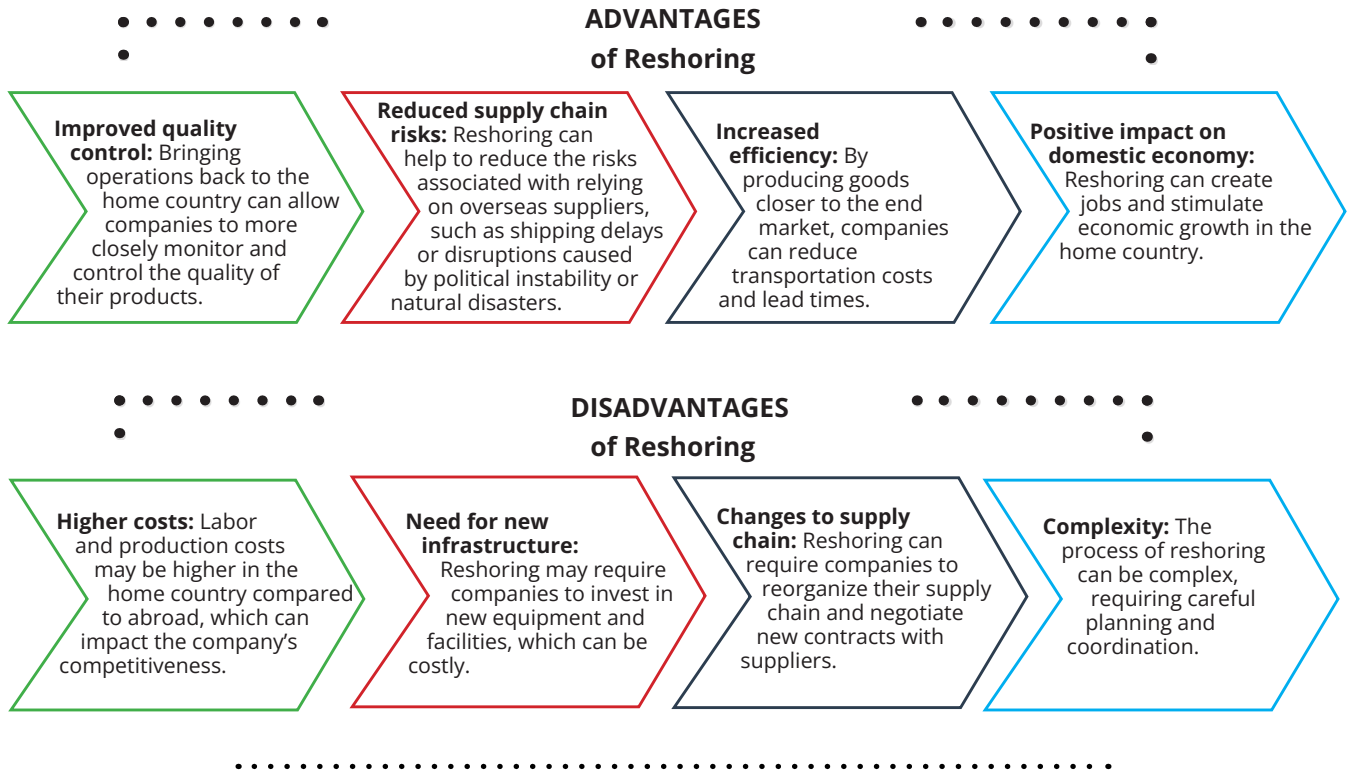 ADVANTAGES
of Reshoring
Improved quality
control: Bringing
operations back to the
home country can allow
companies to more
closely monitor and
control the quality of
their products.
Reduced supply chain
risks: Reshoring can
help to reduce the risks
associated with relying
on overseas suppliers,
such as shipping delays
or disruptions caused
by political instability or
natural disasters.
Increased
efficiency: By
producing goods
closer to the end
market, companies
can reduce
transportation costs
and lead times.
Positive impact on
domestic economy:
Reshoring can create
jobs and stimulate
economic growth in the
home country.
DISADVANTAGES
of Reshoring
Higher costs: Labor
and production costs
may be higher in the
home country compared
to abroad, which can
impact the company’s
competitiveness.
Need for new
infrastructure:
Reshoring may require
companies to invest in
new equipment and
facilities, which can be
costly.
Changes to supply
chain: Reshoring can
require companies to
reorganize their supply
chain and negotiate
new contracts with
suppliers.
Complexity: The
process of reshoring
can be complex,
requiring careful
planning and
coordination.